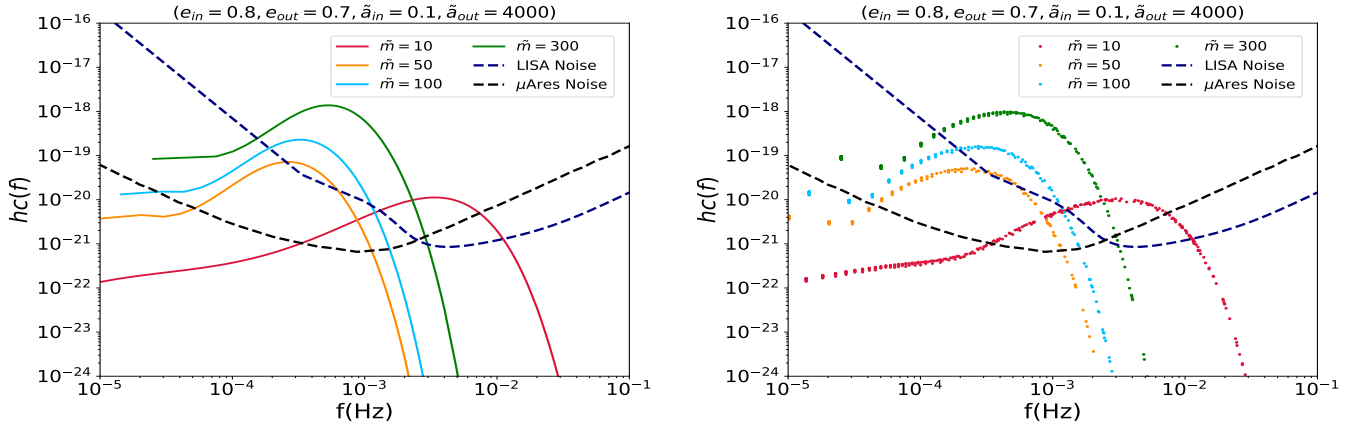 (e_in = 0.8, e_out = 0.7, ã_in = 0.1, ã_out = 4000)
10⁻¹⁶
10⁻¹⁷
10⁻¹⁸
10⁻¹⁹
10⁻²⁰
10⁻²¹
10⁻²²
10⁻²³
10⁻²⁴
hc(f)
m̃ = 10
m̃ = 50
m̃ = 100
m̃ = 300
LISA Noise
μAres Noise
10⁻⁵ 10⁻⁴ 10⁻³ 10⁻² 10⁻¹
f(Hz)
(e_in = 0.8, e_out = 0.7, ã_in = 0.1, ã_out = 4000)
10⁻¹⁶
10⁻¹⁷
10⁻¹⁸
10⁻¹⁹
10⁻²⁰
10⁻²¹
10⁻²²
10⁻²³
10⁻²⁴
hc(f)
m̃ = 10
m̃ = 50
m̃ = 100
m̃ = 300
LISA Noise
μAres Noise
10⁻⁵ 10⁻⁴ 10⁻³ 10⁻² 10⁻¹
f(Hz)